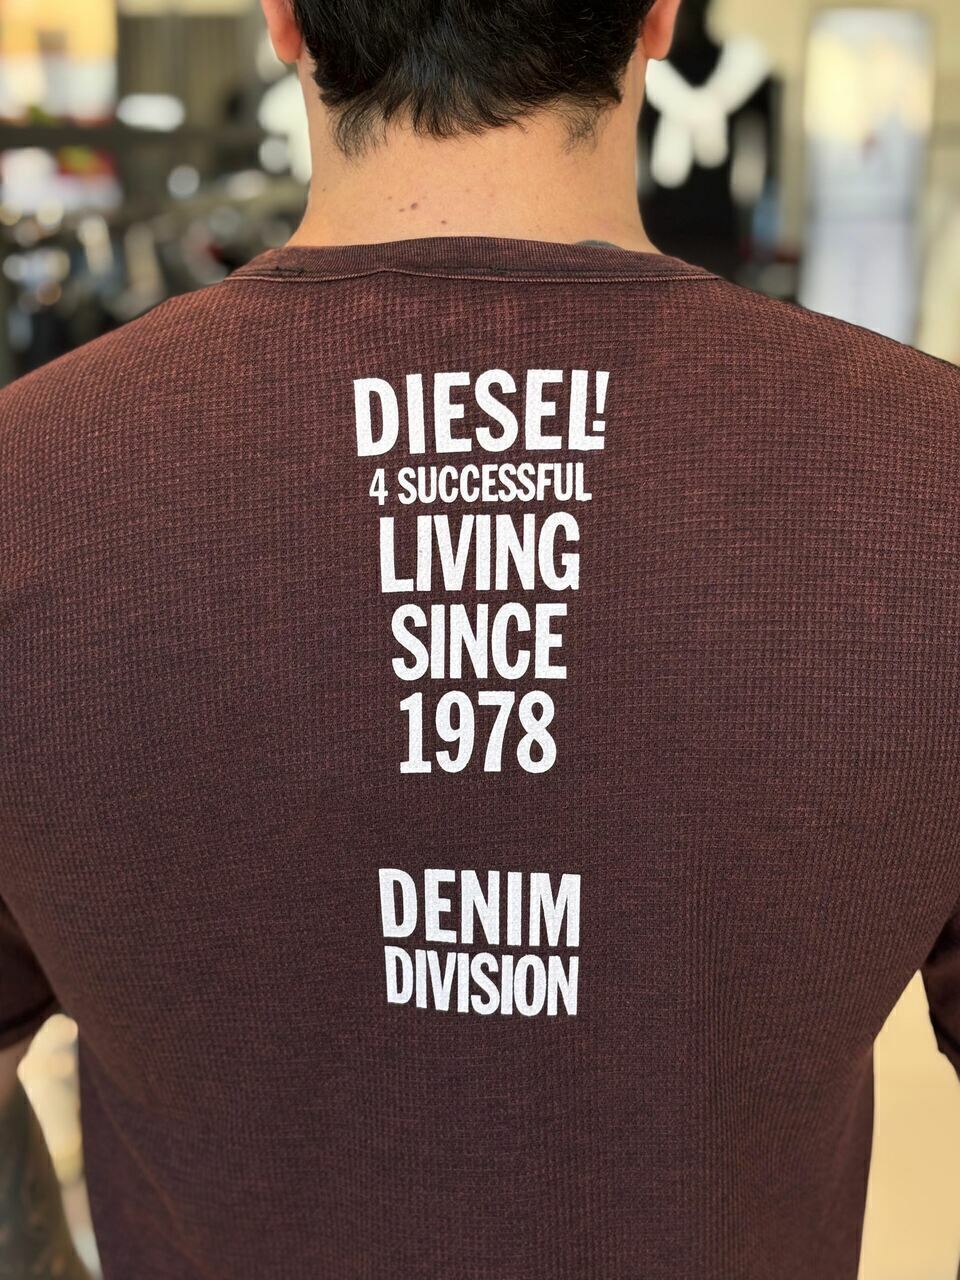 DIESEL!
4 SUCCESSFUL
LIVING
SINCE
1978
DENIM
DIVISION